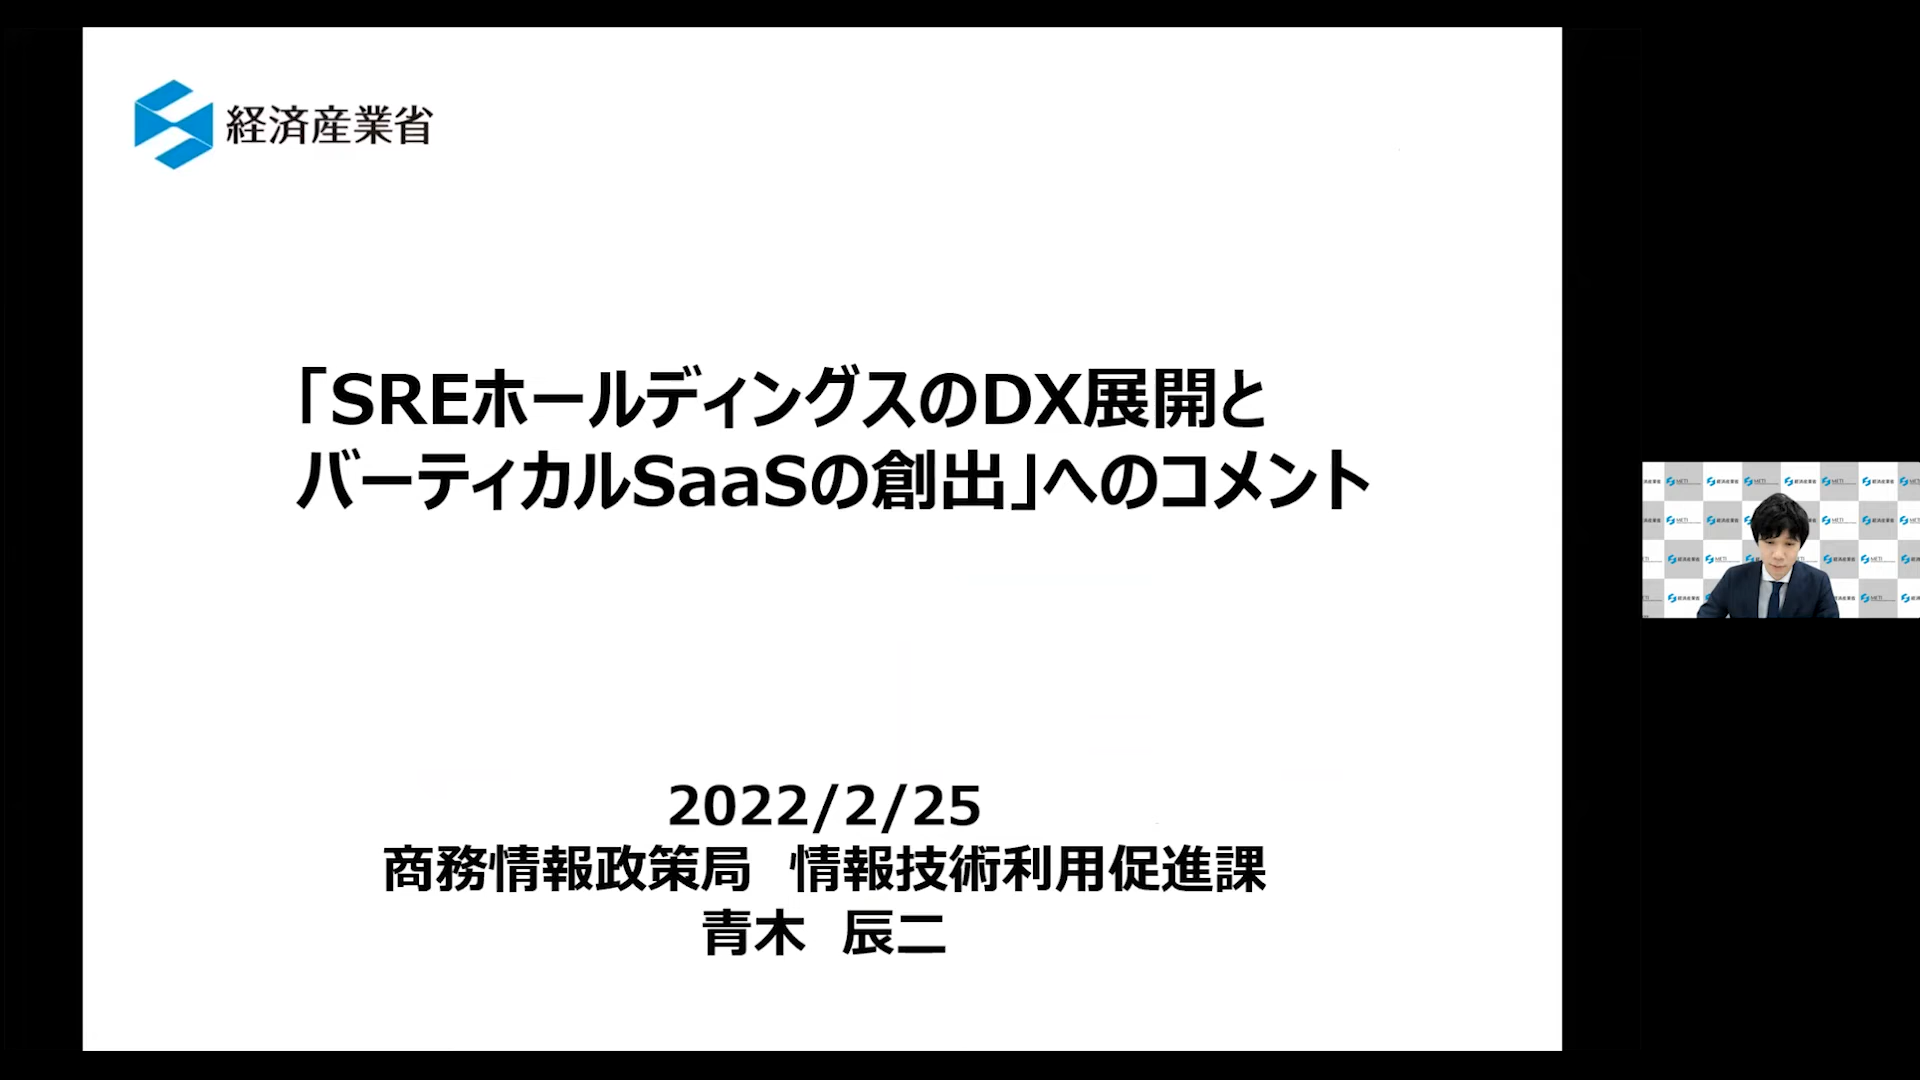 経済産業省
「SREホールディングスのDX展開と
バーティカルSaaSの創出」へのコメント
2022/2/25
商務情報政策局　情報技術利用促進課
青木　辰二